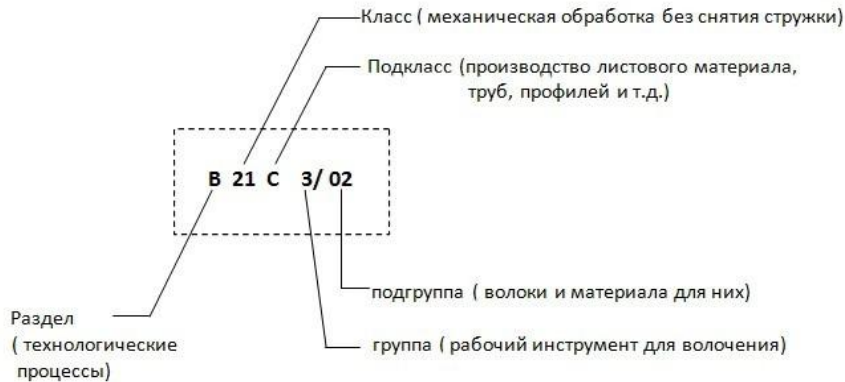 Класс ( механическая обработка без снятия стружки)
Подкласс (производство листового материала,
труб, профилей и т.д.)
В 21 С 3/ 02
подгруппа ( волоки и материала для них)
Раздел
( технологические
процессы)
группа ( рабочий инструмент для волочения)